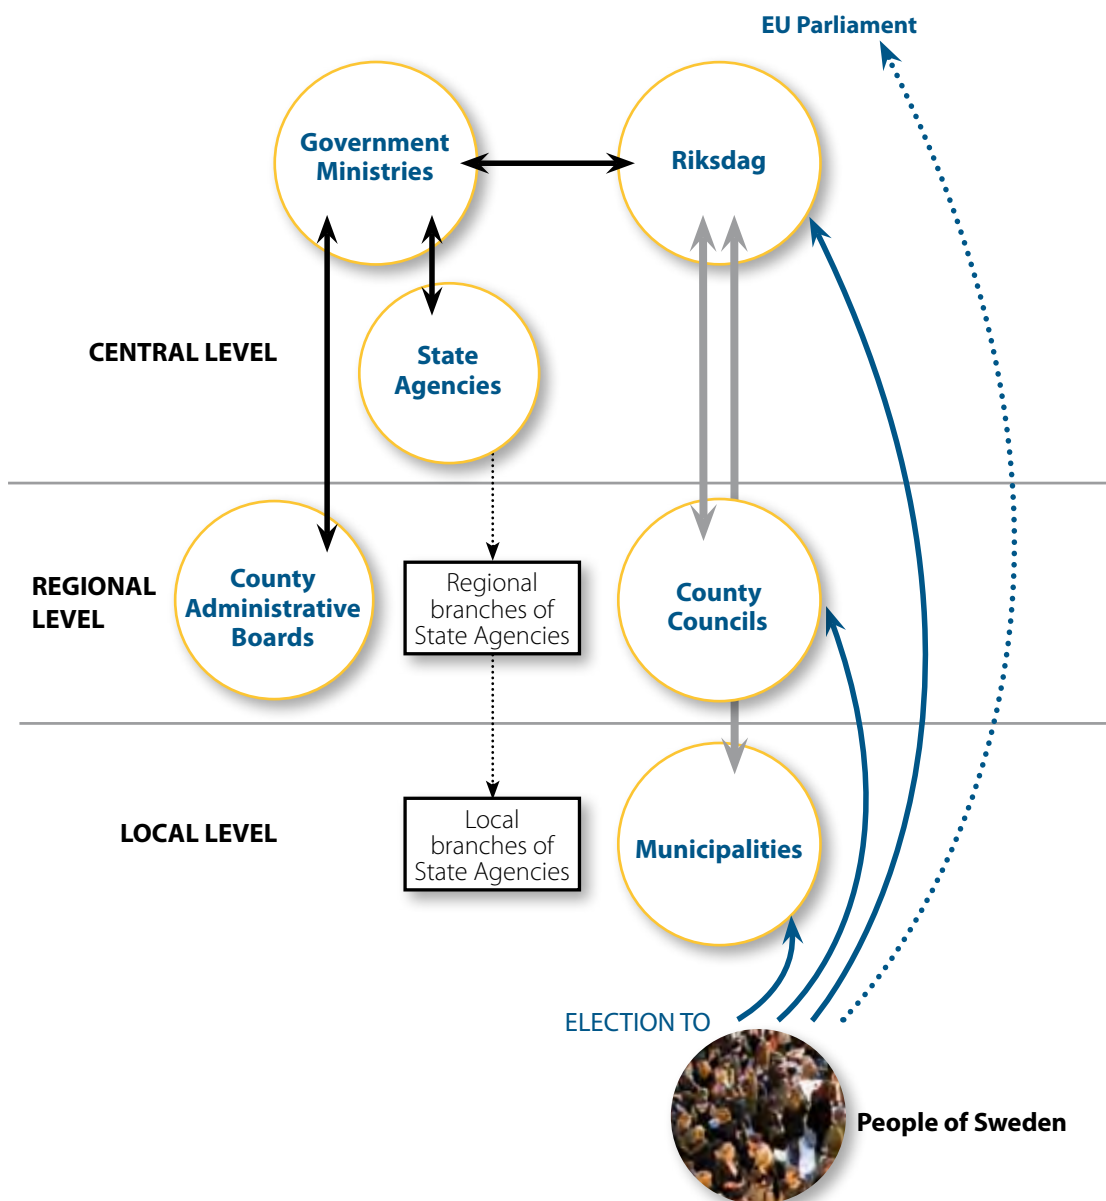 EU Parliament
Government
Ministries
Riksdag
CENTRAL LEVEL
State
Agencies
REGIONAL
LEVEL
County
Administrative
Boards
Regional
branches of
State Agencies
County
Councils
LOCAL LEVEL
Local
branches of
State Agencies
Municipalities
ELECTION TO
People of Sweden